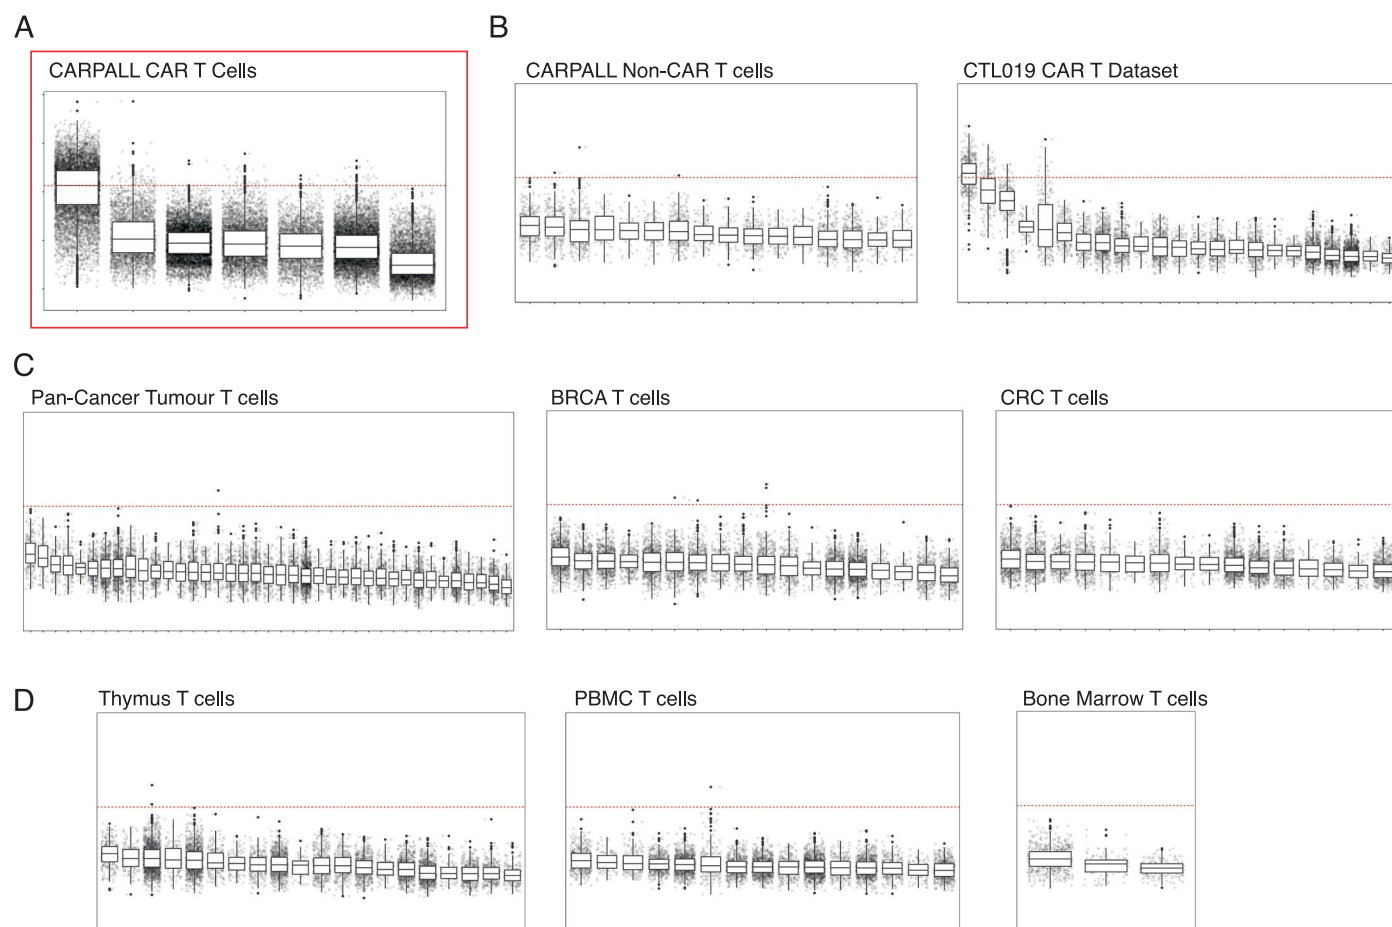 A
B
CARPALL CAR T Cells
CARPALL Non-CAR T cells
CTL019 CAR T Dataset
C
Pan-Cancer Tumour T cells
BRCA T cells
CRC T cells
D
Thymus T cells
PBMC T cells
Bone Marrow T cells